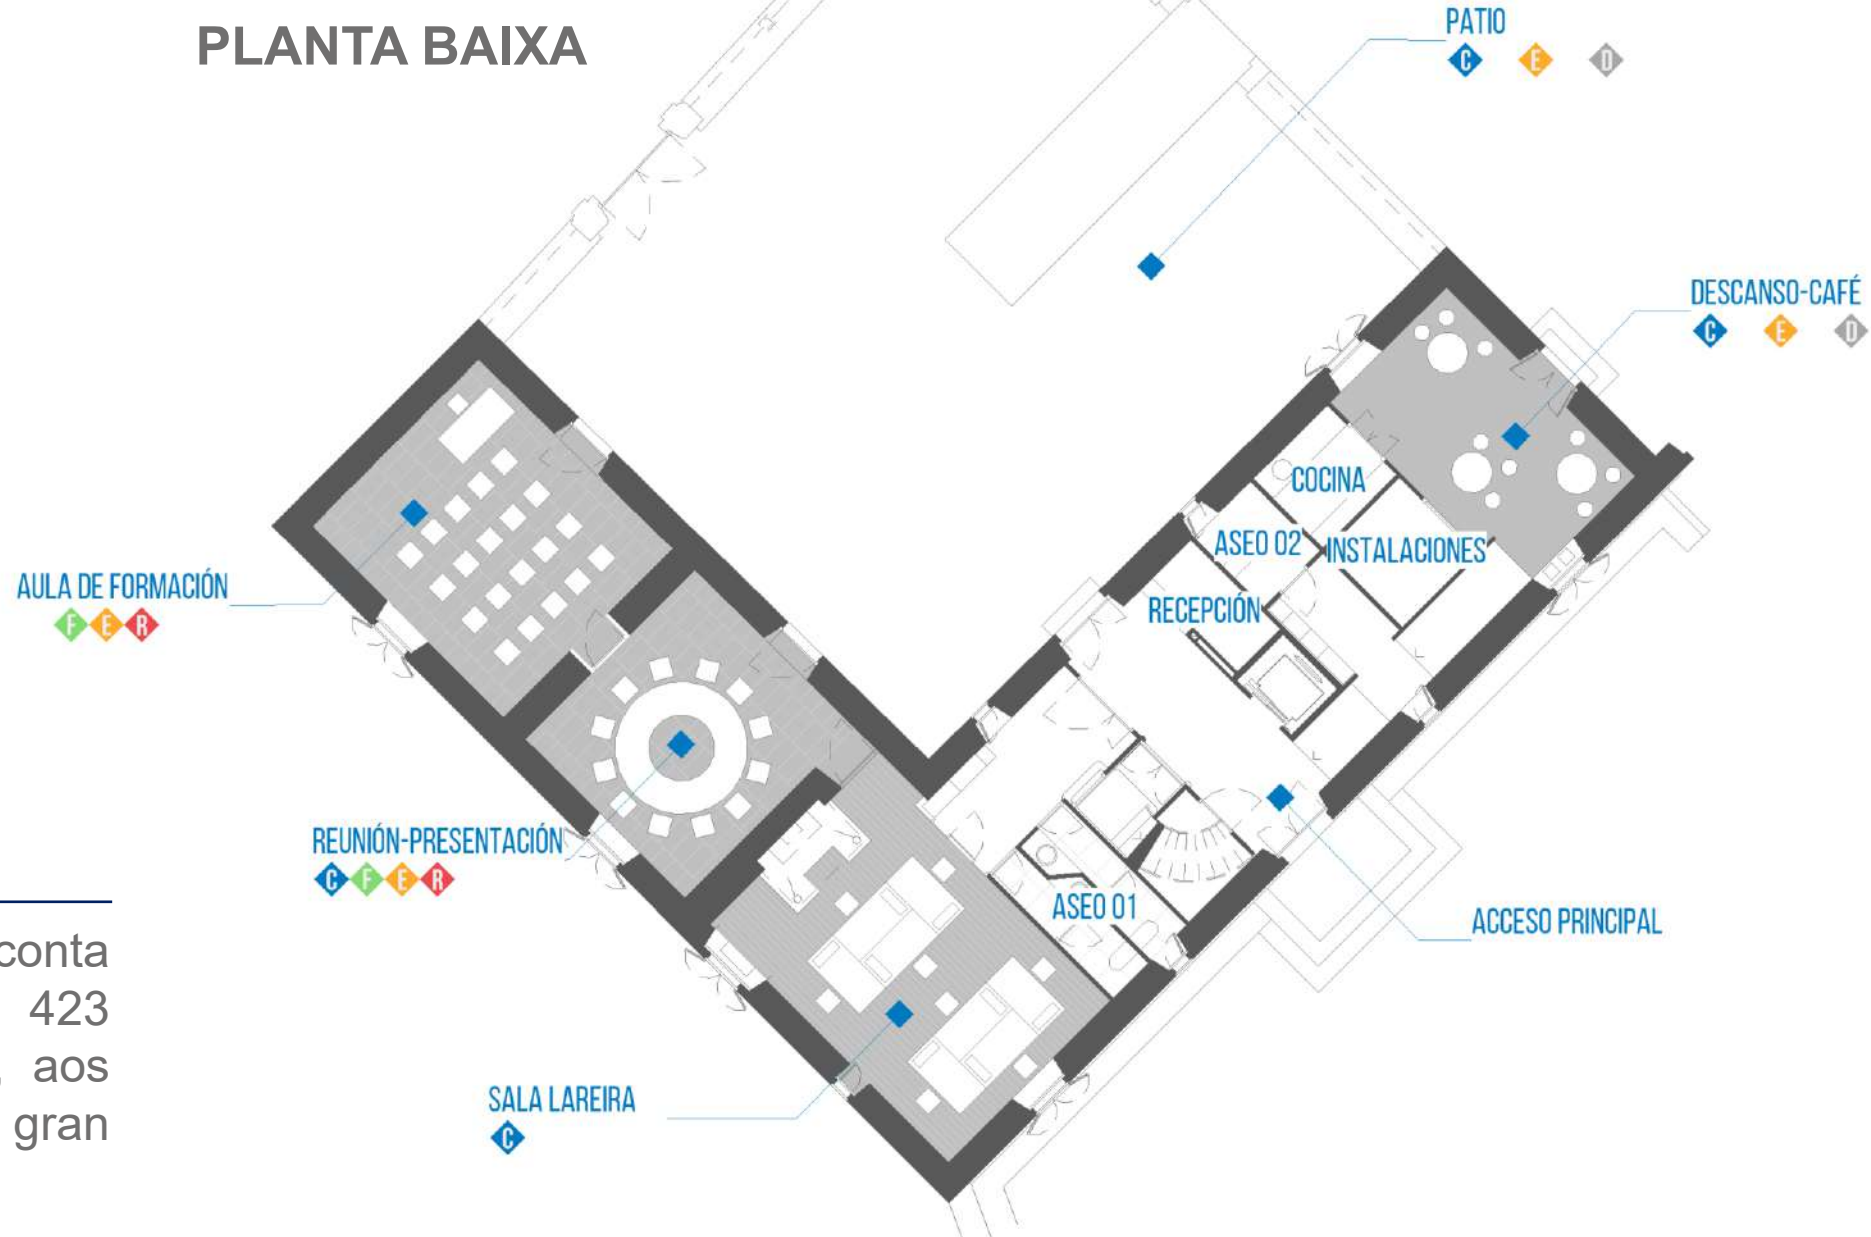 PLANTA BAIXA
PATIO
C E D
DESCANSO-CAFÉ
C E D
COCINA
ASEO 02
INSTALACIONES
RECEPCIÓN
AULA DE FORMACIÓN
F E R
REUNIÓN-PRESENTACIÓN
C F E R
ASEO 01
ACCESO PRINCIPAL
SALA LAREIRA
C
conta
423
aos
gran